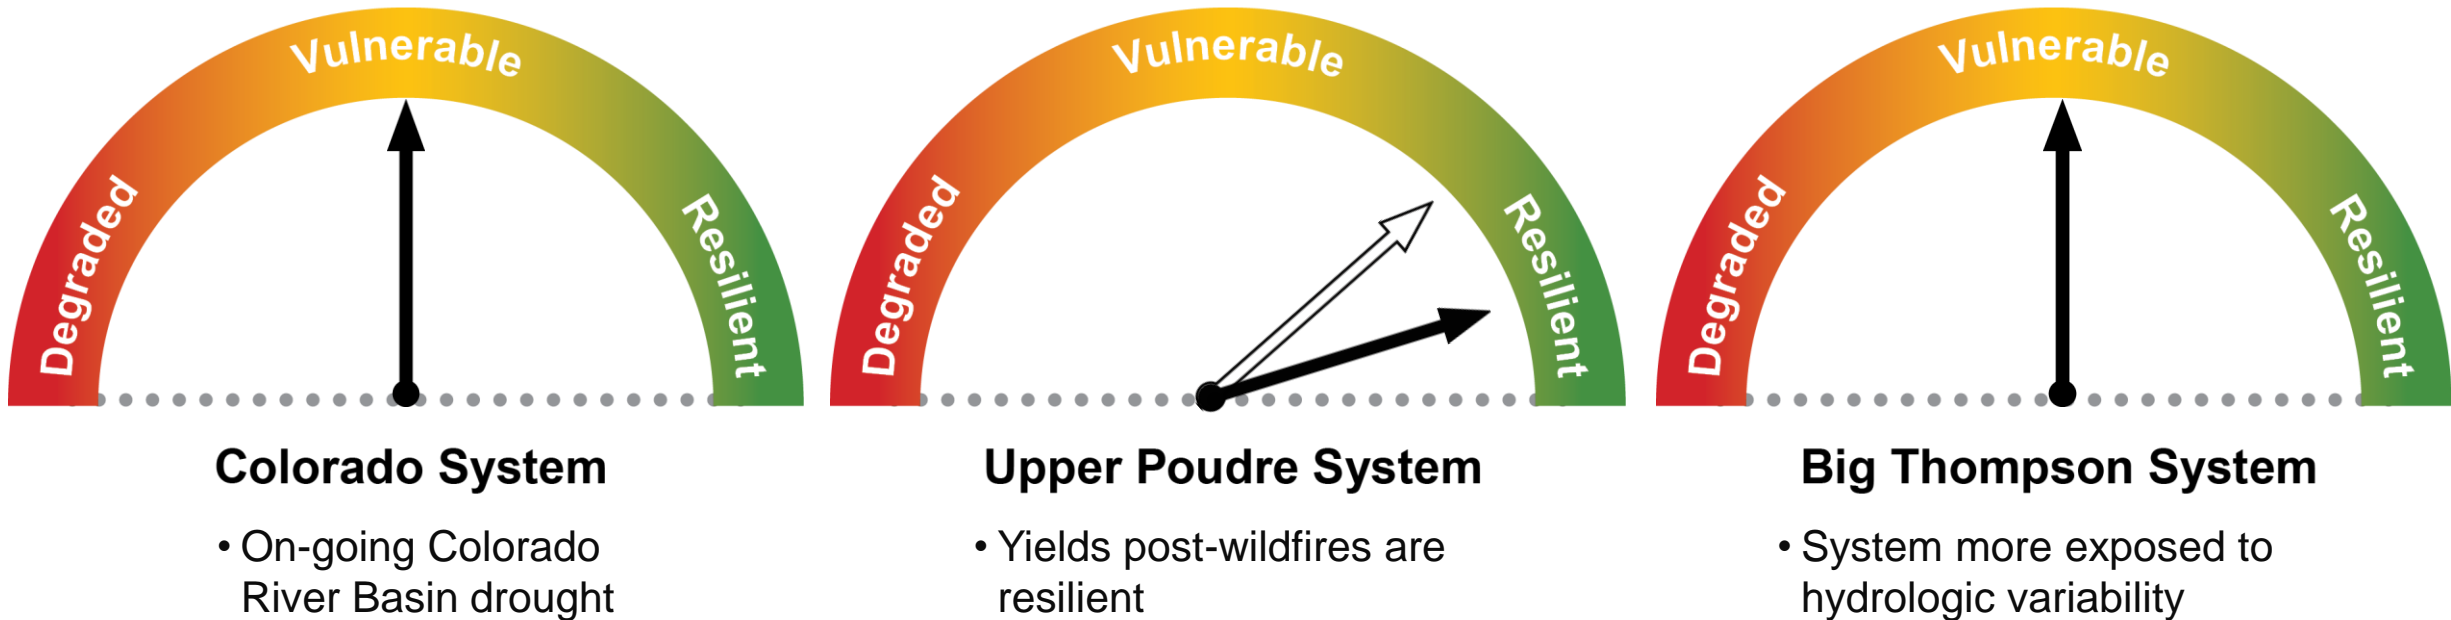 Degraded
Vulnerable
Resilient
Colorado System
• On-going Colorado
River Basin drought
Degraded
Vulnerable
Resilient
Upper Poudre System
• Yields post-wildfires are
resilient
Degraded
Vulnerable
Resilient
Big Thompson System
• System more exposed to
hydrologic variability